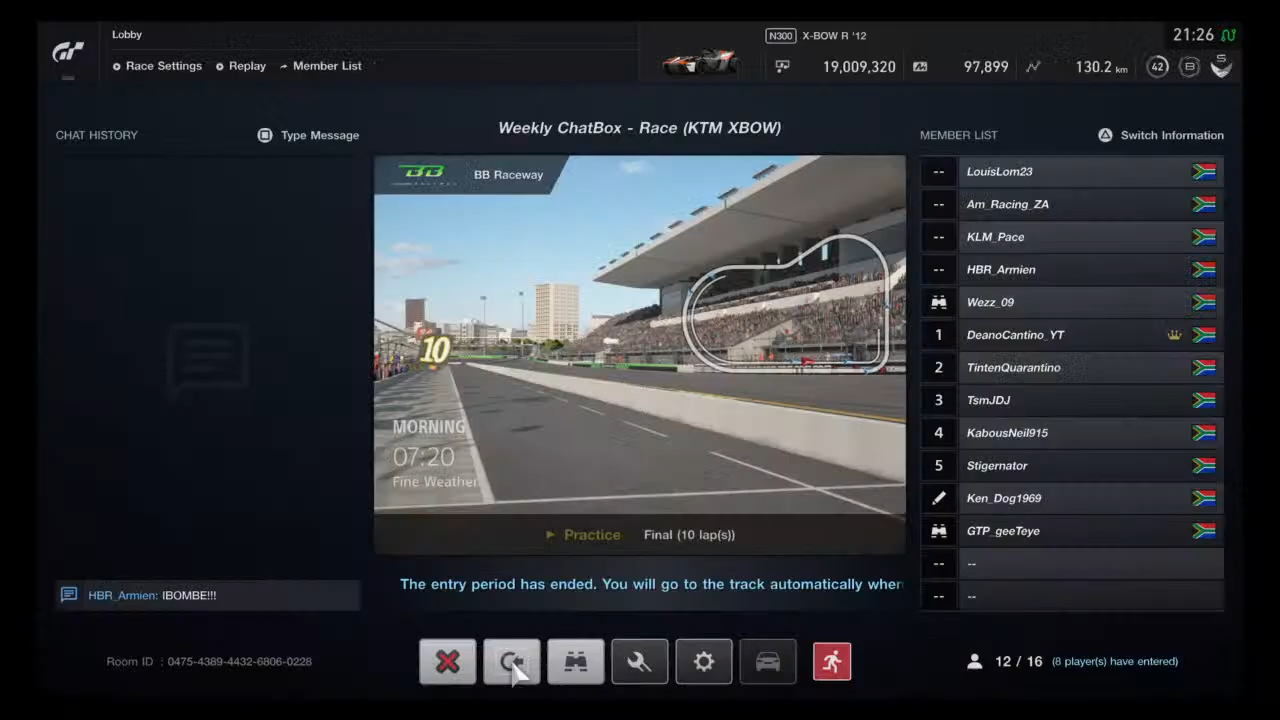 Lobby
Race Settings Replay Member List
N300 X-BOW R '12
19,009,320 97,899 130.2 km 42 B S
21:26
CHAT HISTORY Type Message
Weekly ChatBox - Race (KTM XBOW)
MEMBER LIST Switch Information
BB BB Raceway
10
MORNING
07:20
Fine Weather
Practice Final (10 lap(s))
The entry period has ended. You will go to the track automatically when
-- LouisLom23
-- Am_Racing_ZA
-- KLM_Pace
-- HBR_Armien
Wezz_09
1 DeanoCantino_YT
2 TintenQuarantino
3 TsmJDJ
4 KabousNeil915
5 Stigernator
Ken_Dog1969
GTP_geeTeye
-- --
-- --
HBR_Armien: IBOMBE!!!
Room ID : 0475-4389-4432-6806-0228
12 / 16 (8 player(s) have entered)